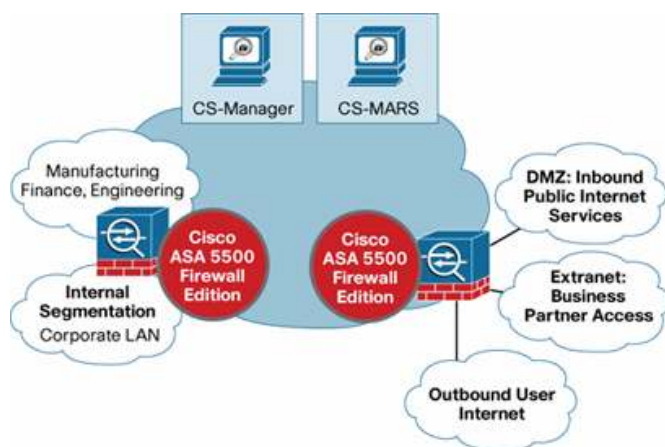 CS-Manager
CS-MARS
Manufacturing
Finance, Engineering
Cisco
ASA 5500
Firewall
Edition
Internal
Segmentation
Corporate LAN
Cisco
ASA 5500
Firewall
Edition
DMZ: Inbound
Public Internet
Services
Extranet:
Business
Partner Access
Outbound User
Internet